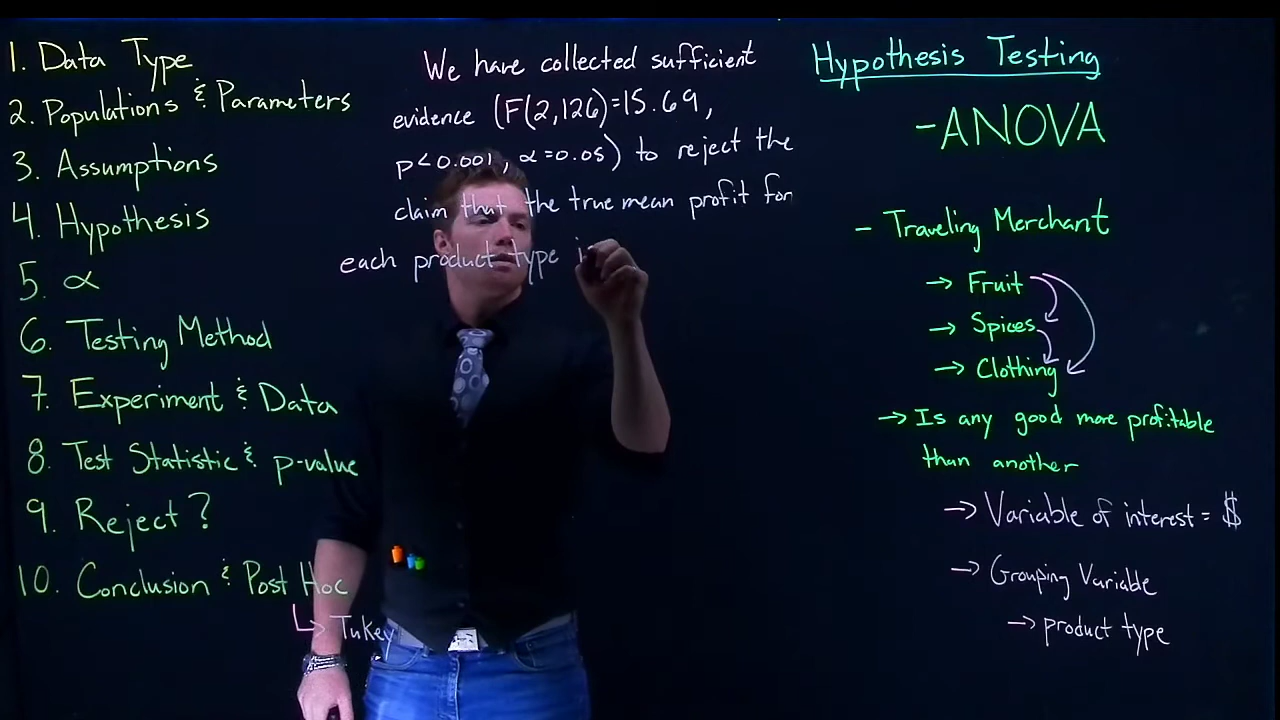 1. Data Type
2. Populations & Parameters
3. Assumptions
4. Hypothesis
5. α
6. Testing Method
7. Experiment & Data
8. Test Statistic & p-value
9. Reject?
10. Conclusion & Post Hoc
↳ Tukey
We have collected sufficient
evidence (F(2,126)=15.69,
p<0.001, α=0.05) to reject the
claim that the true mean profit for
each product type i
Hypothesis Testing
-ANOVA
- Traveling Merchant
→ Fruit
→ Spices
→ Clothing
→ Is any good more profitable
than another
→ Variable of interest = $
→ Grouping Variable
→ product type